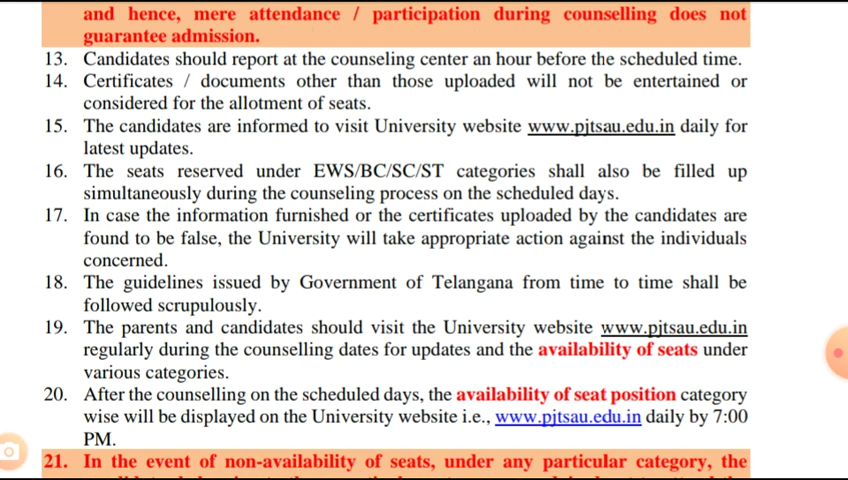 and hence, mere attendance / participation during counselling does not
guarantee admission.
13. Candidates should report at the counseling center an hour before the scheduled time.
14. Certificates / documents other than those uploaded will not be entertained or
considered for the allotment of seats.
15. The candidates are informed to visit University website www.pjtsau.edu.in daily for
latest updates.
16. The seats reserved under EWS/BC/SC/ST categories shall also be filled up
simultaneously during the counseling process on the scheduled days.
17. In case the information furnished or the certificates uploaded by the candidates are
found to be false, the University will take appropriate action against the individuals
concerned.
18. The guidelines issued by Government of Telangana from time to time shall be
followed scrupulously.
19. The parents and candidates should visit the University website www.pjtsau.edu.in
regularly during the counselling dates for updates and the availability of seats under
various categories.
20. After the counselling on the scheduled days, the availability of seat position category
wise will be displayed on the University website i.e., www.pjtsau.edu.in daily by 7:00
PM.
21. In the event of non-availability of seats, under any particular category, the